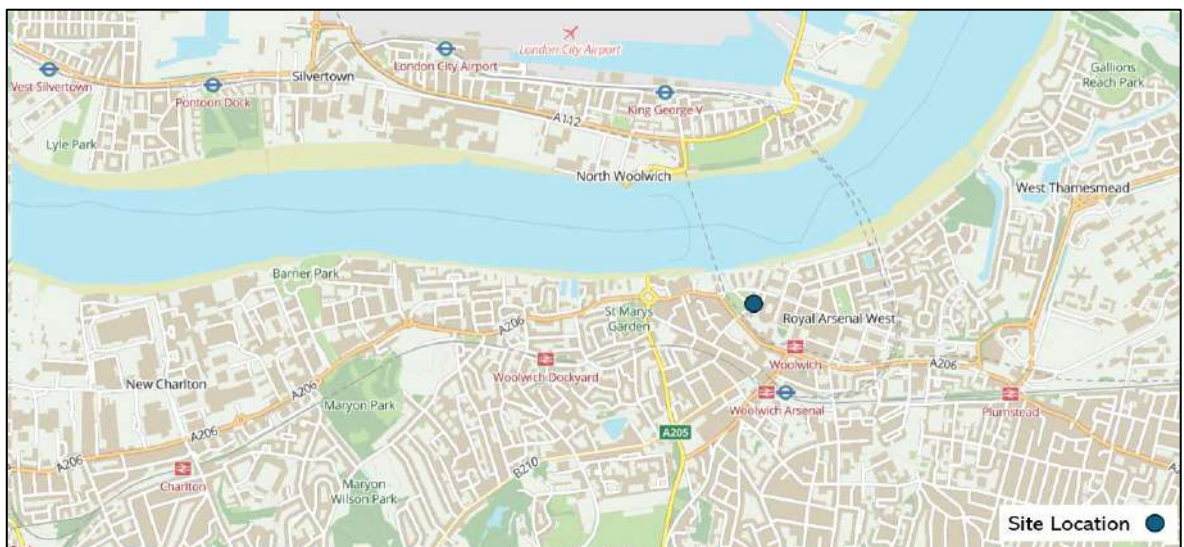 London City Airport
London City Airport
Silvertown
West Silvertown
Pontoon Dock
King George V
Gallions
Reach Park
A112
Lyle Park
North Woolwich
West Thamesmead
Barrier Park
St Marys
Garden
Royal Arsenal West
A206
Woolwich
A206
New Charlton
Woolwich Dockyard
A206
Maryon Park
Woolwich Arsenal
Plumstead
A205
A206
A206
B210
Charlton
Maryon
Wilson Park
Site Location